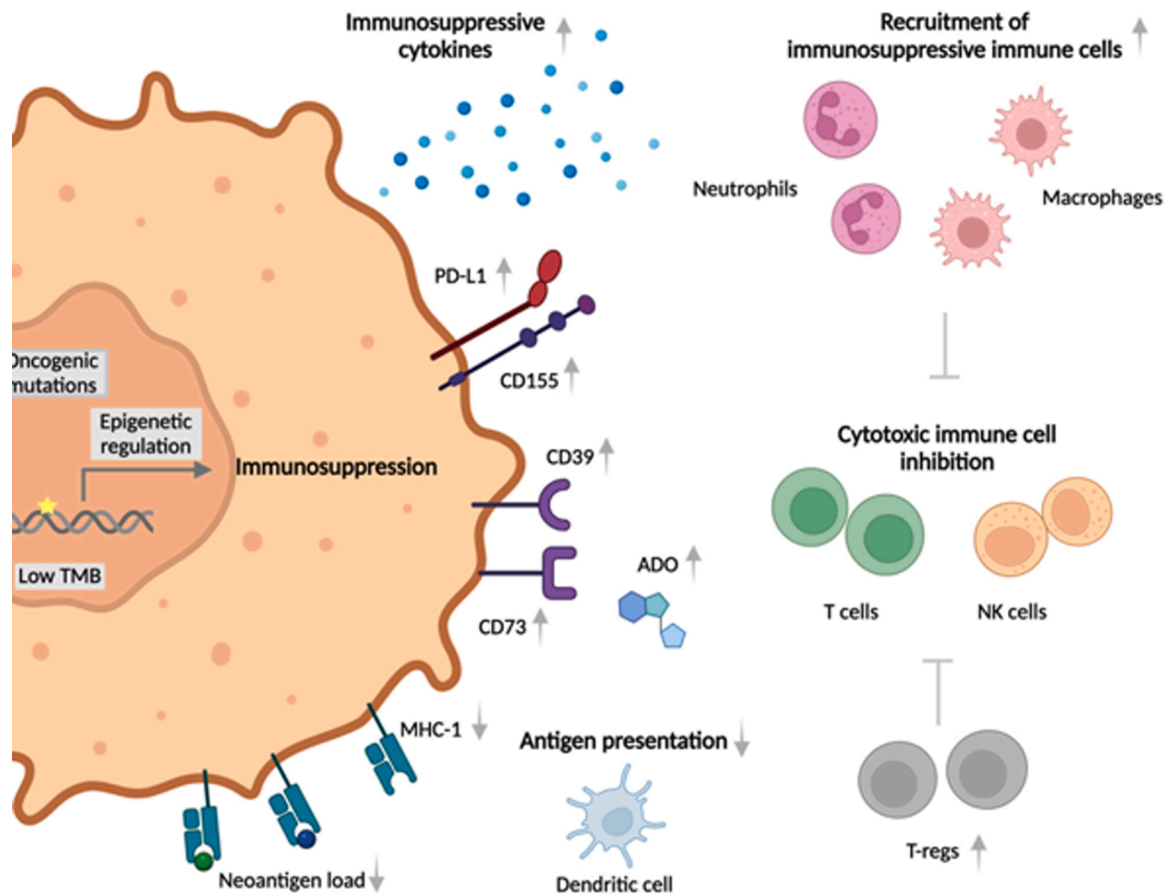 Immunosuppressive
cytokines
Recruitment of
immunosuppressive immune cells
Neutrophils
Macrophages
PD-L1
CD155
Oncogenic
mutations
Epigenetic
regulation
Immunosuppression
Low TMB
CD39
CD73
ADO
Cytotoxic immune cell
inhibition
T cells
NK cells
MHC-1
Antigen presentation
Neoantigen load
Dendritic cell
T-regs